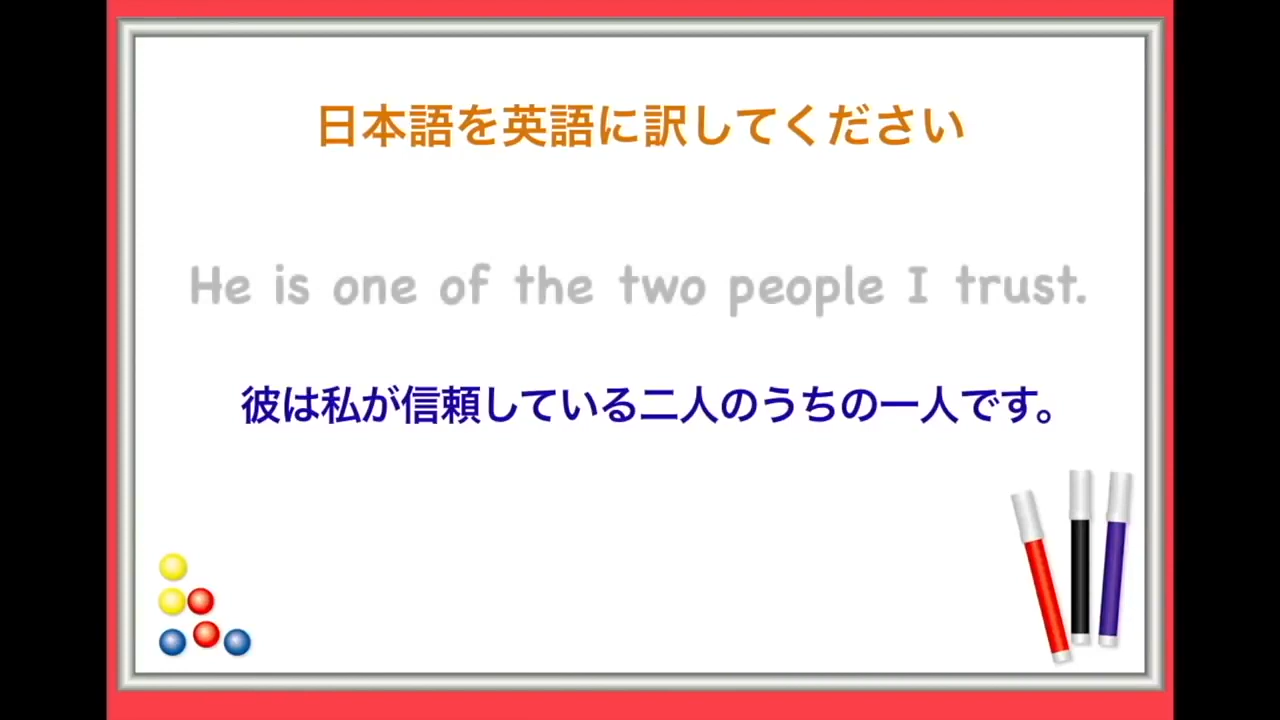 日本語を英語に訳してください
He is one of the two people I trust.
彼は私が信頼している二人のうちの一人です。